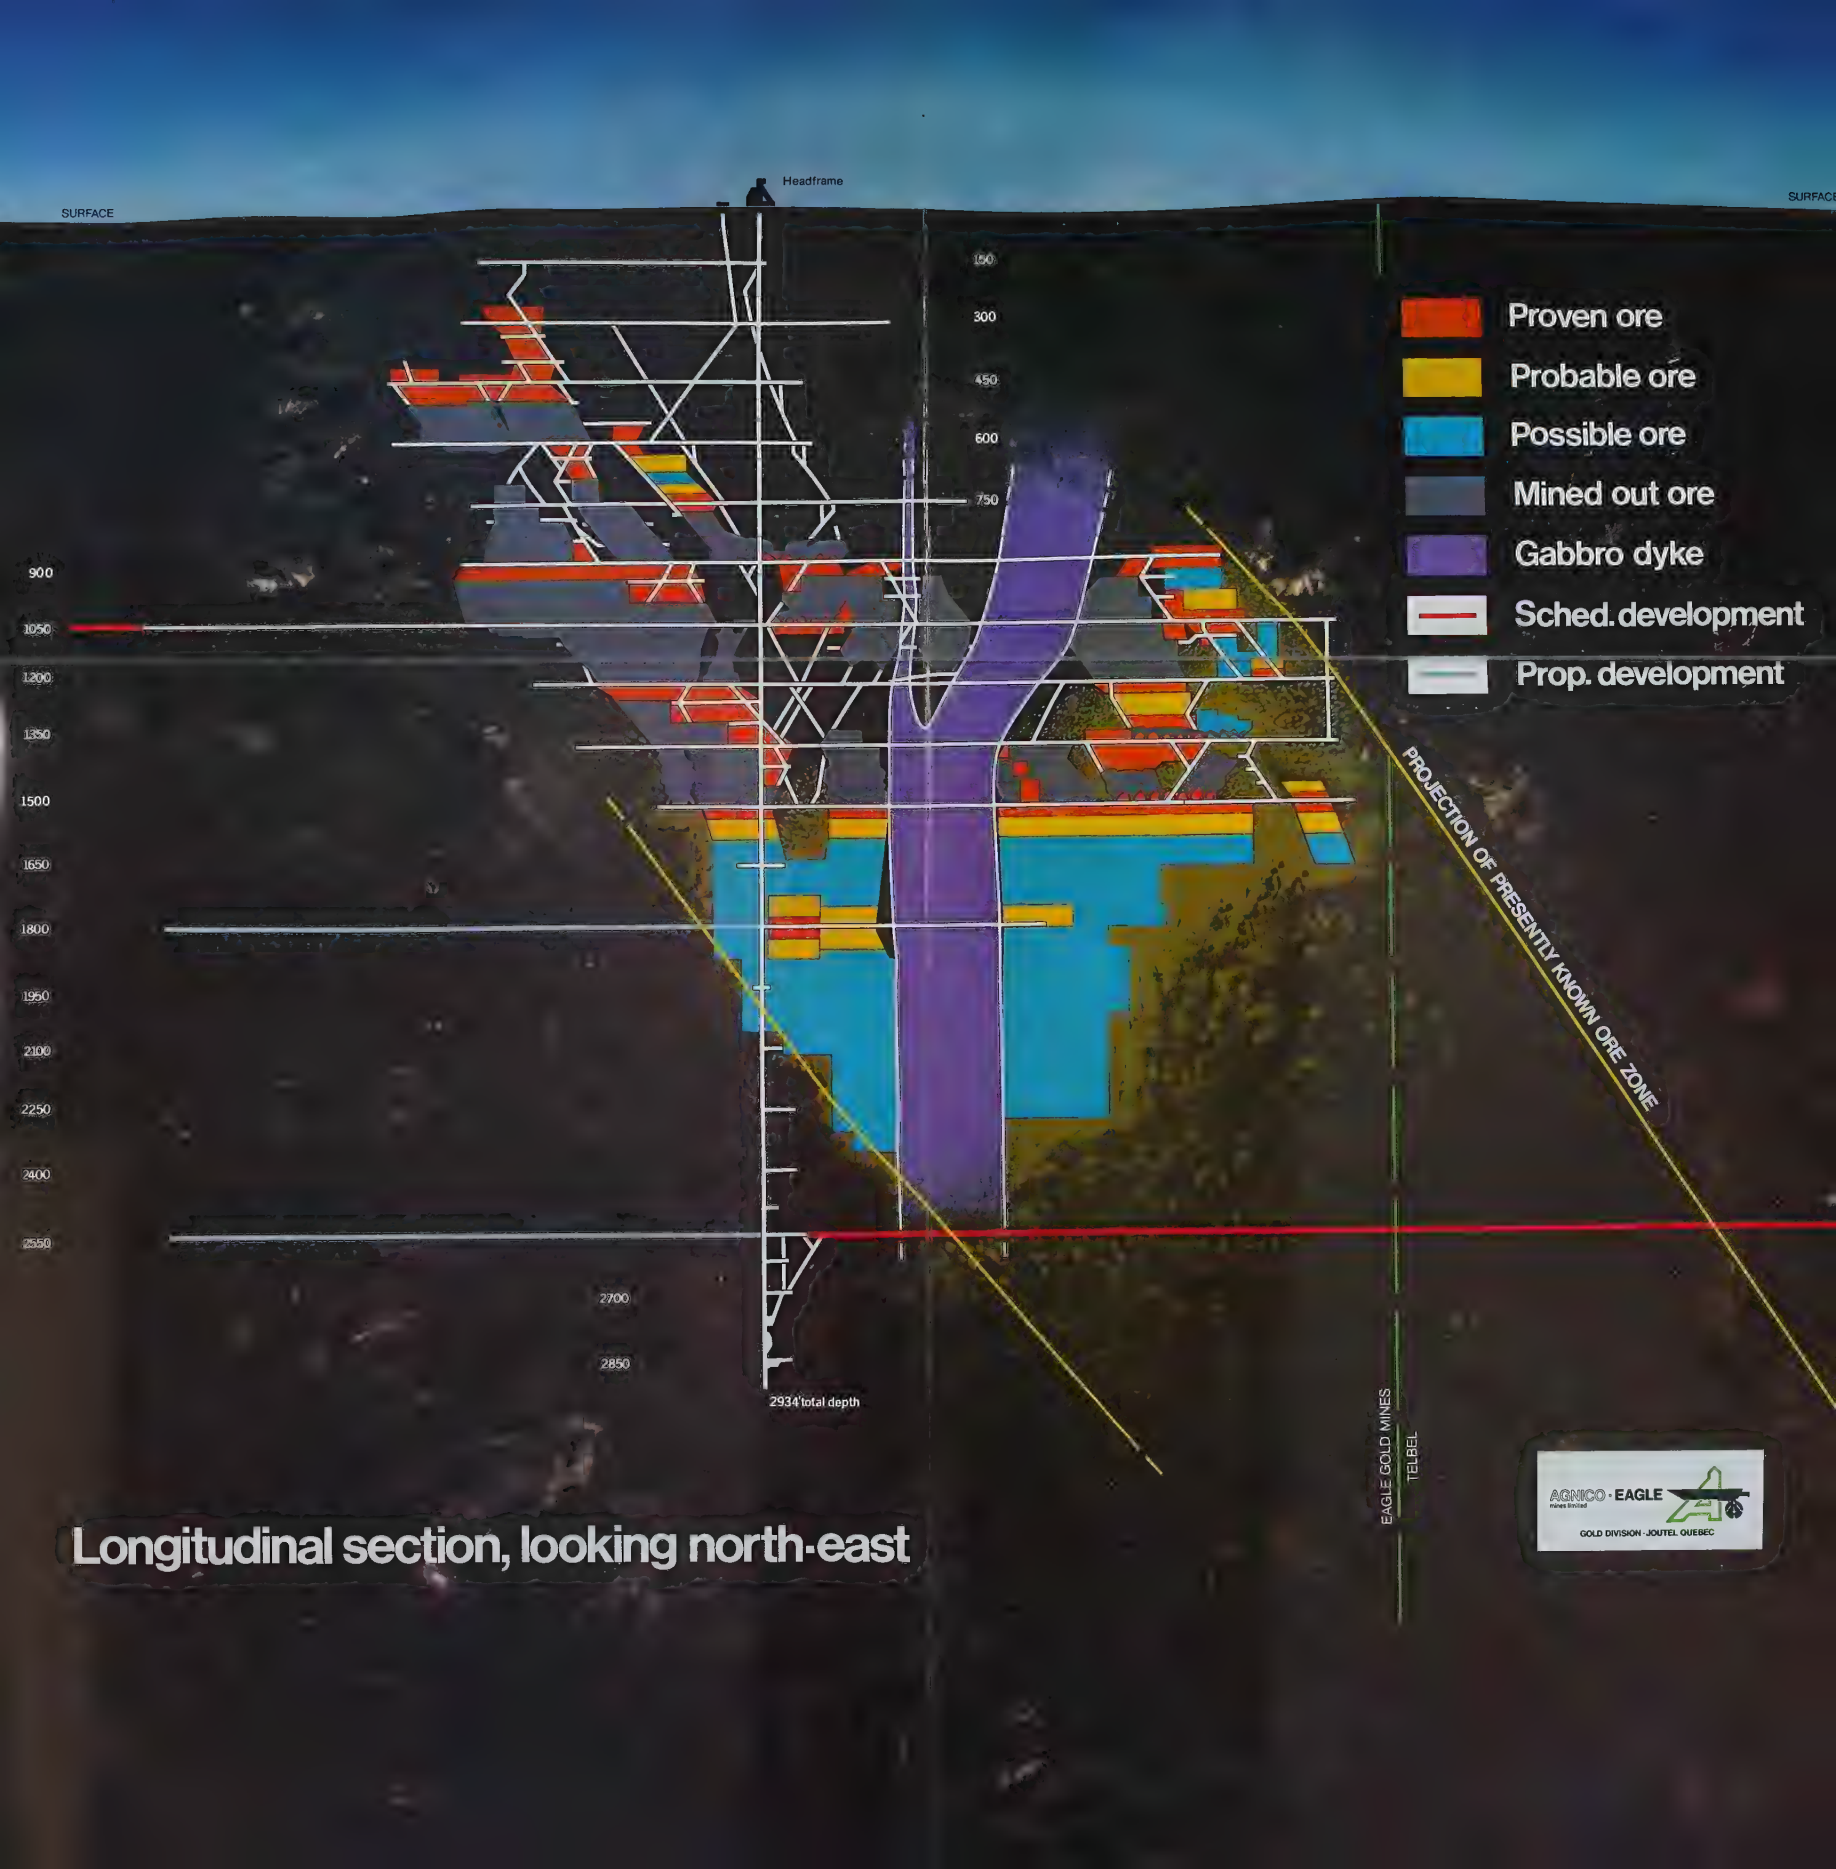 Headframe
SURFACE
SURFACE
150
300
450
600
750
900
1050
1200
1350
1500
1650
1800
1950
2100
2250
2400
2550
2700
2850
2934' total depth
Proven ore
Probable ore
Possible ore
Mined out ore
Gabbro dyke
Sched. development
Prop. development
PROJECTION OF PRESENTLY KNOWN ORE ZONE
EAGLE GOLD MINES
TELBEL
AGNICO · EAGLE
mines limited
GOLD DIVISION - JOUTEL QUEBEC
Longitudinal section, looking north-east